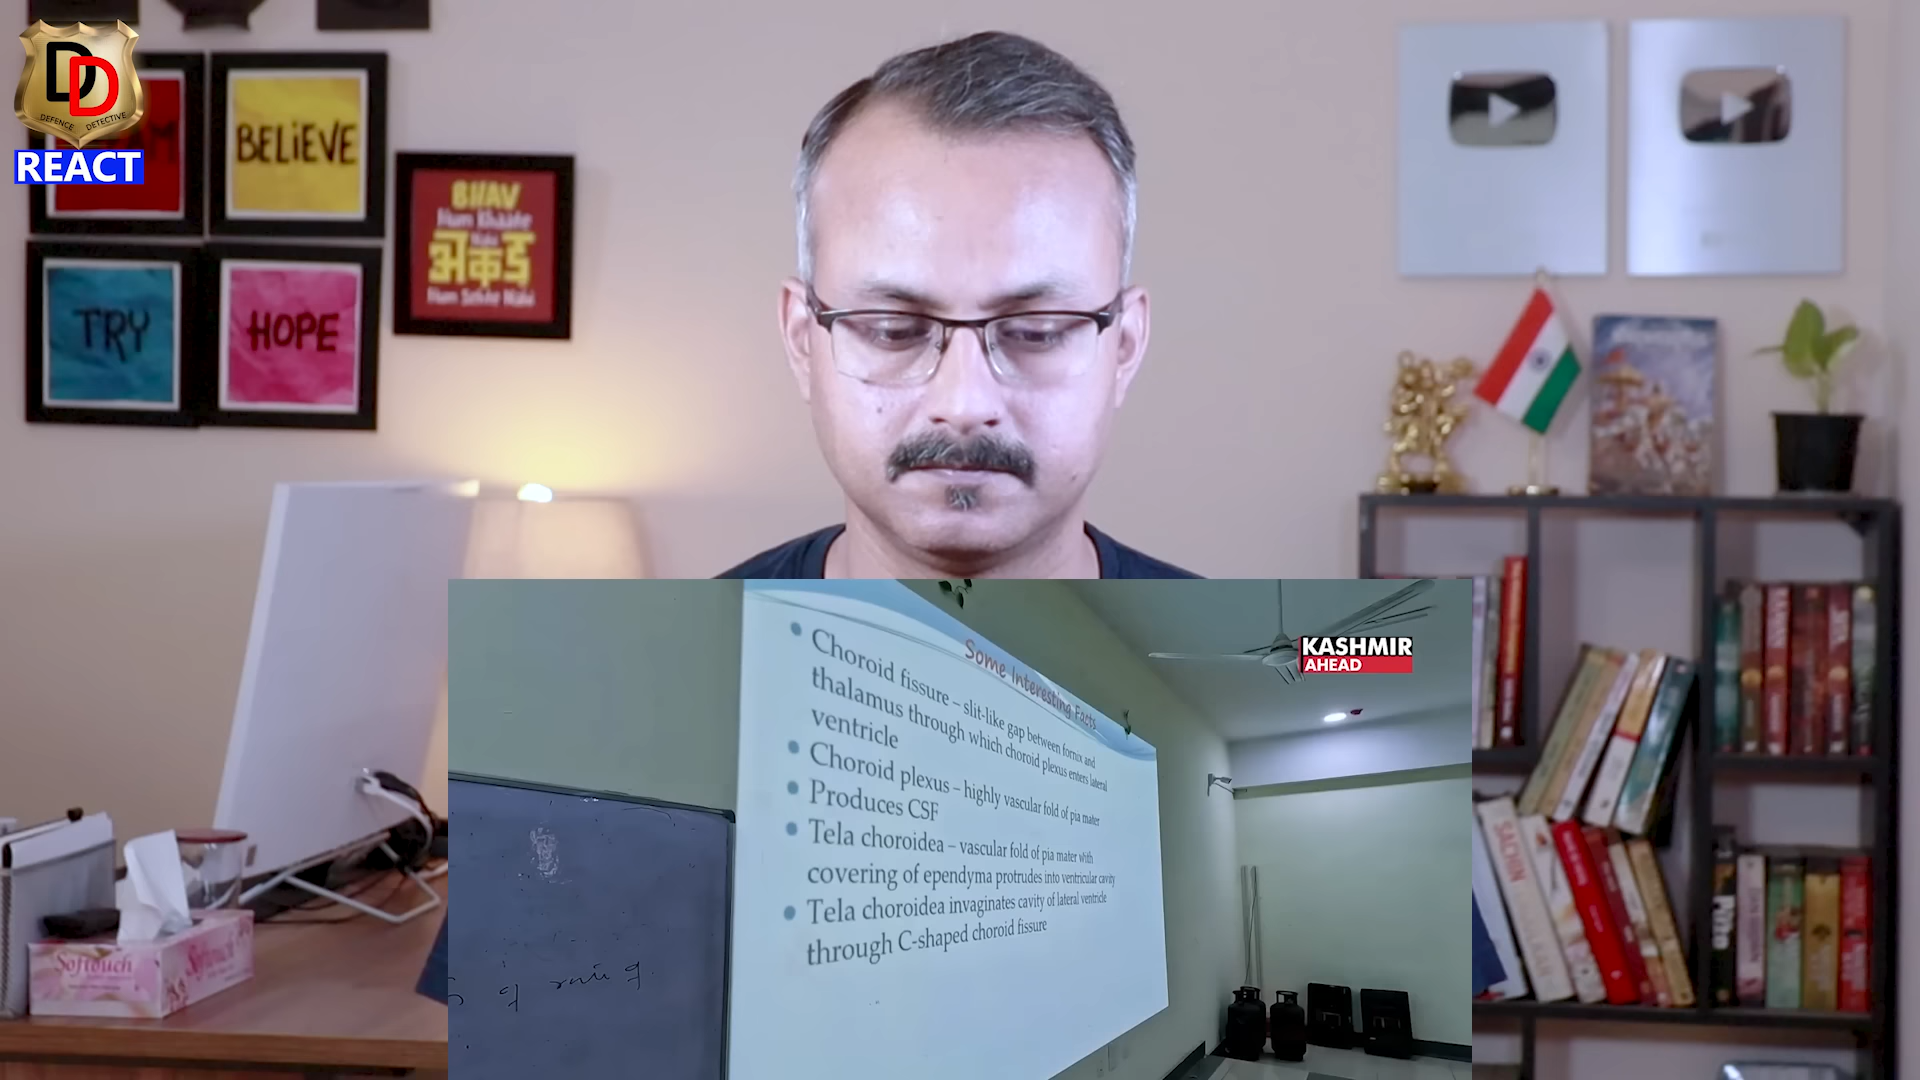 DD
DEFENCE DETECTIVE
REACT
BELIEVE
TRY
HOPE
BHAV
Hum Khaate
Nahi
अकड़
Hum Sehte Nahi
Softouch
Softouch
SACHIN
KASHMIR
AHEAD
Some Interesting Facts
• Choroid fissure – slit-like gap between fornix and
thalamus through which choroid plexus enters lateral
ventricle
• Choroid plexus – highly vascular fold of pia mater
• Produces CSF
• Tela choroidea – vascular fold of pia mater with
covering of ependyma protrudes into ventricular cavity
• Tela choroidea invaginates cavity of lateral ventricle
through C-shaped choroid fissure